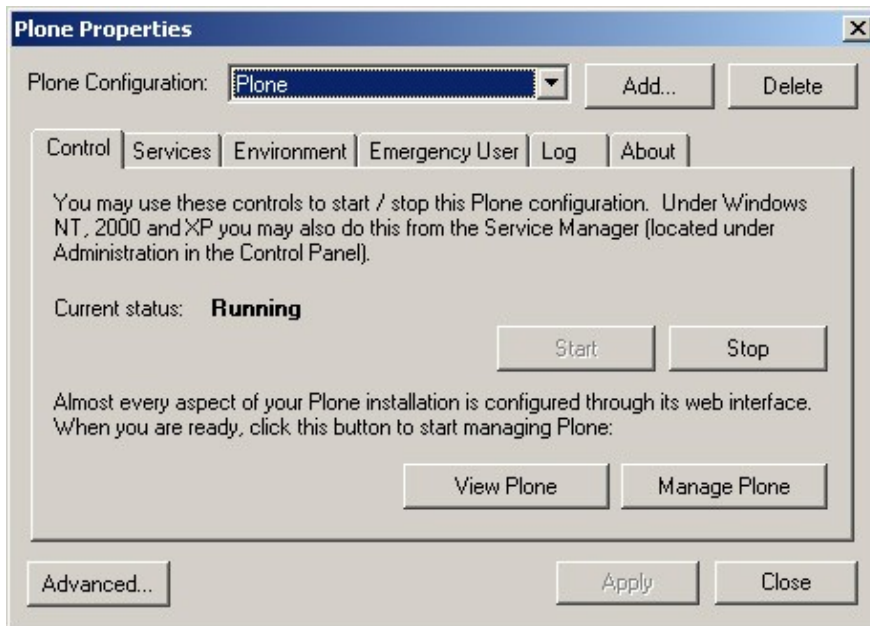 Plone Properties
Plone Configuration: Plone Add... Delete
Control Services Environment Emergency User Log About
You may use these controls to start / stop this Plone configuration. Under Windows
NT, 2000 and XP you may also do this from the Service Manager (located under
Administration in the Control Panel).
Current status: Running
Start Stop
Almost every aspect of your Plone installation is configured through its web interface.
When you are ready, click this button to start managing Plone:
View Plone Manage Plone
Advanced... Apply Close